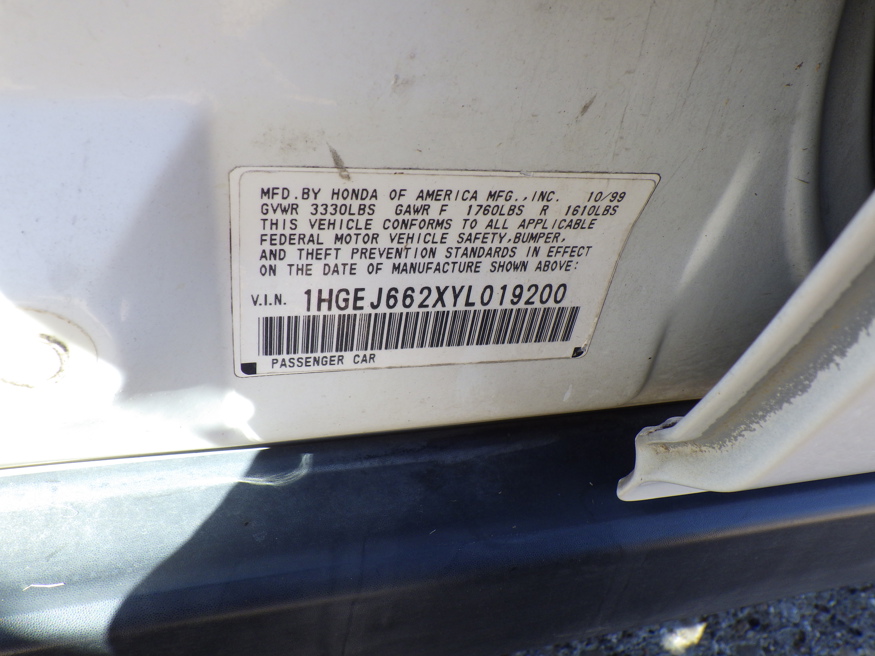 MFD. BY HONDA OF AMERICA MFG., INC. 10/99
GVWR 3330LBS GAWR F 1760LBS R 1610LBS
THIS VEHICLE CONFORMS TO ALL APPLICABLE
FEDERAL MOTOR VEHICLE SAFETY, BUMPER,
AND THEFT PREVENTION STANDARDS IN EFFECT
ON THE DATE OF MANUFACTURE SHOWN ABOVE:
V.I.N. 1HGEJ662XYL019200
PASSENGER CAR